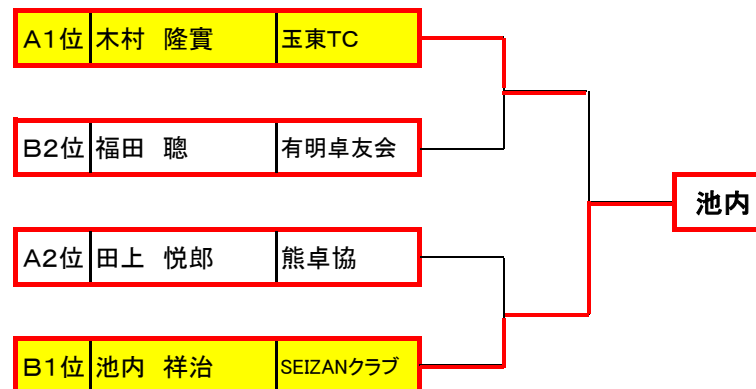 A1位 木村 隆實 玉東TC
B2位 福田 聰 有明卓友会
池内
A2位 田上 悦郎 熊卓協
B1位 池内 祥治 SEIZANクラブ